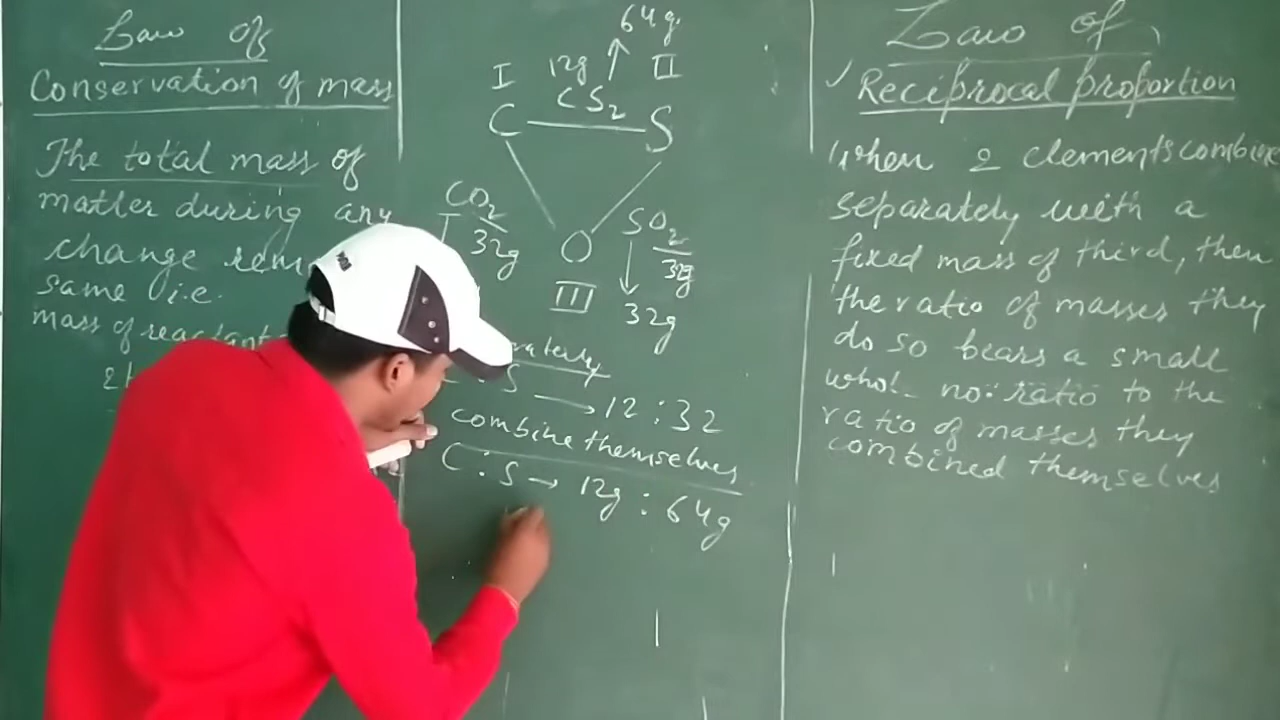 Law of
Conservation of mass
The total mass of
matter during any
change
same i.e.
mass of reactant
64g
I 12g II
CS2
C S
CO2
32g
SO2
32g
O
32g
III
S → 12 : 32
combine themselves
C : S → 12g : 64g
Law of
Reciprocal proportion
when 2 elements combine
separately with a
fixed mass of third, then
the ratio of masses they
do so bears a small
whole no. ratio to the
ratio of masses they
combined themselves